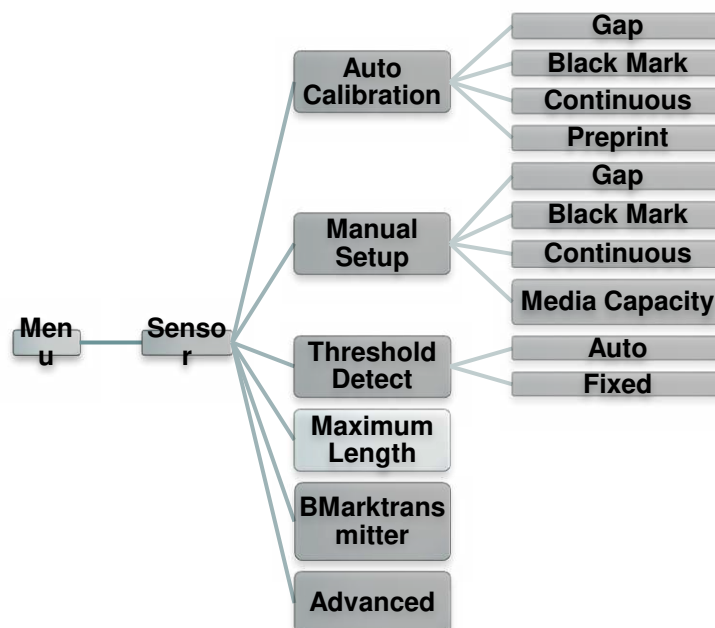 Men
u
Senso
r
Auto
Calibration
Gap
Black Mark
Continuous
Preprint
Manual
Setup
Gap
Black Mark
Continuous
Media Capacity
Threshold
Detect
Auto
Fixed
Maximum
Length
BMarktrans
mitter
Advanced